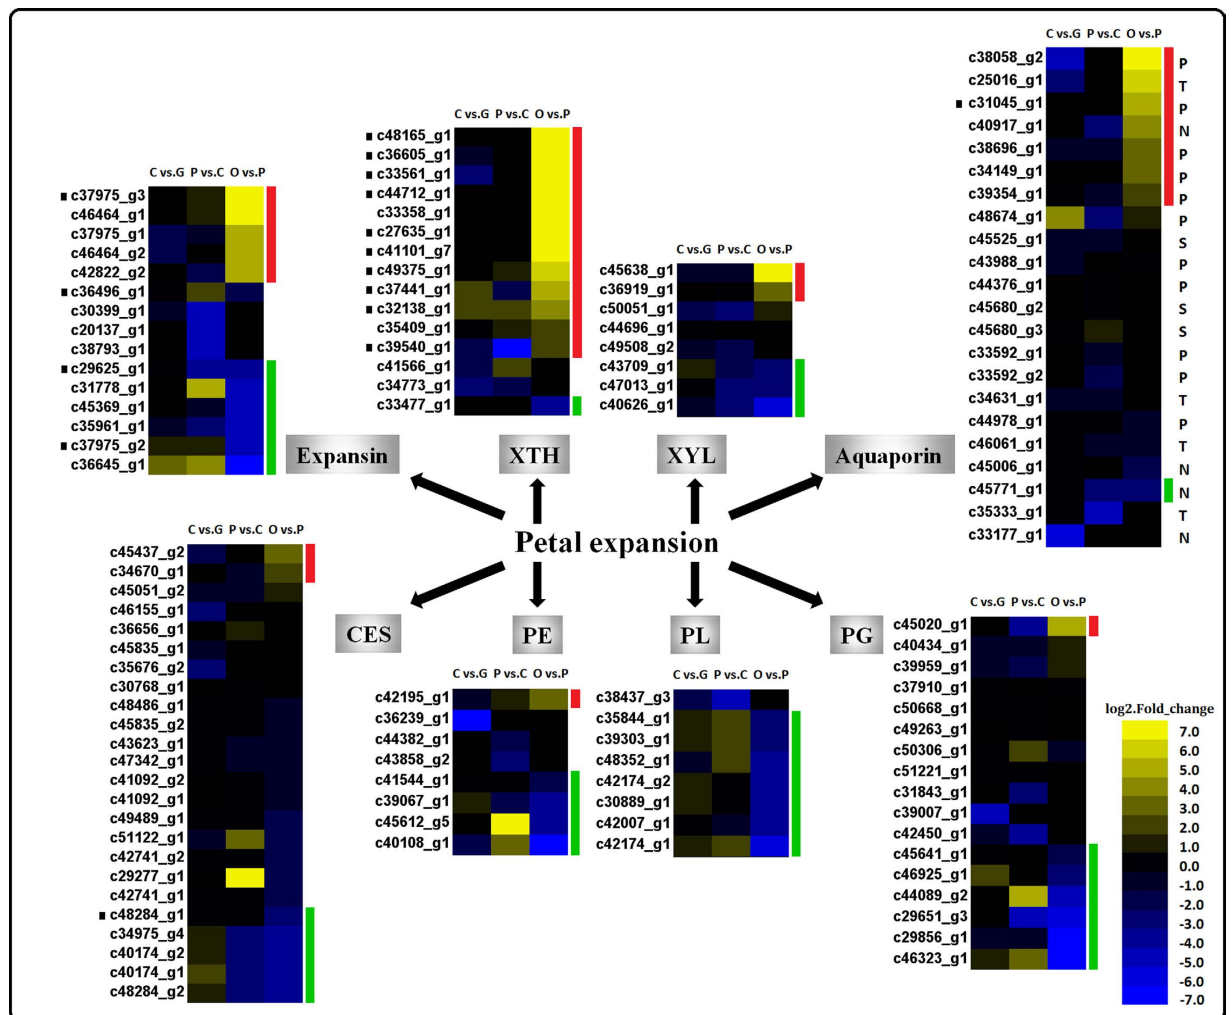 C vs.G P vs.C O vs.P
c37975_g3
c46464_g1
c37975_g1
c46464_g2
c42822_g2
c36496_g1
c30399_g1
c20137_g1
c38793_g1
c29625_g1
c31778_g1
c45369_g1
c35961_g1
c37975_g2
c36645_g1
Expansin
C vs.G P vs.C O vs.P
c48165_g1
c36605_g1
c33561_g1
c44712_g1
c33358_g1
c27635_g1
c41101_g7
c49375_g1
c37441_g1
c32138_g1
c35409_g1
c39540_g1
c41566_g1
c34773_g1
c33477_g1
XTH
C vs.G P vs.C O vs.P
c45638_g1
c36919_g1
c50051_g1
c44696_g1
c49508_g2
c43709_g1
c47013_g1
c40626_g1
XYL
C vs.G P vs.C O vs.P
c38058_g2 P
c25016_g1 T
c31045_g1 P
c40917_g1 N
c38696_g1 P
c34149_g1 P
c39354_g1 P
c48674_g1 P
c45525_g1 S
c43988_g1 P
c44376_g1 P
c45680_g2 S
c45680_g3 S
c33592_g1 P
c33592_g2 P
c34631_g1 T
c44978_g1 P
c46061_g1 T
c45006_g1 N
c45771_g1 N
c35333_g1 T
c33177_g1 N
Aquaporin
Petal expansion
C vs.G P vs.C O vs.P
c45437_g2
c34670_g1
c45051_g2
c46155_g1
c36656_g1
c45835_g1
c35676_g2
c30768_g1
c48486_g1
c45835_g2
c43623_g1
c47342_g1
c41092_g2
c41092_g1
c49489_g1
c51122_g1
c42741_g2
c29277_g1
c42741_g1
c48284_g1
c34975_g4
c40174_g2
c40174_g1
c48284_g2
CES
PE
C vs.G P vs.C O vs.P
c42195_g1
c36239_g1
c44382_g1
c43858_g2
c41544_g1
c39067_g1
c45612_g5
c40108_g1
PL
C vs.G P vs.C O vs.P
c38437_g3
c35844_g1
c39303_g1
c48352_g1
c42174_g2
c30889_g1
c42007_g1
c42174_g1
PG
C vs.G P vs.C O vs.P
c45020_g1
c40434_g1
c39959_g1
c37910_g1
c50668_g1
c49263_g1
c50306_g1
c51221_g1
c31843_g1
c39007_g1
c42450_g1
c45641_g1
c46925_g1
c44089_g2
c29651_g3
c29856_g1
c46323_g1
log2.Fold_change
7.0
6.0
5.0
4.0
3.0
2.0
1.0
0.0
-1.0
-2.0
-3.0
-4.0
-5.0
-6.0
-7.0